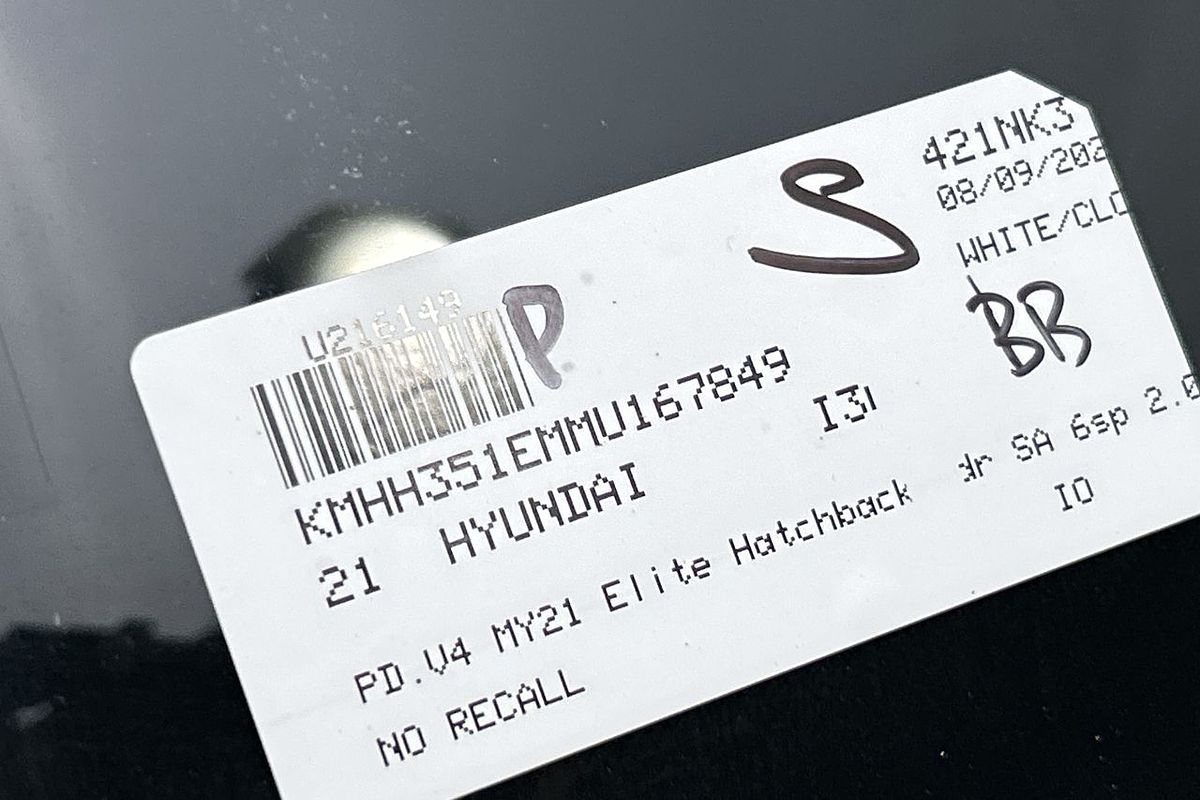 421NK3
08/09/202
S
WHITE/CLO
BB
U216149
P
KMHH351EMMU167849
21 HYUNDAI I3
PD.V4 MY21 Elite Hatchback dr SA 6sp 2.0
IO
NO RECALL